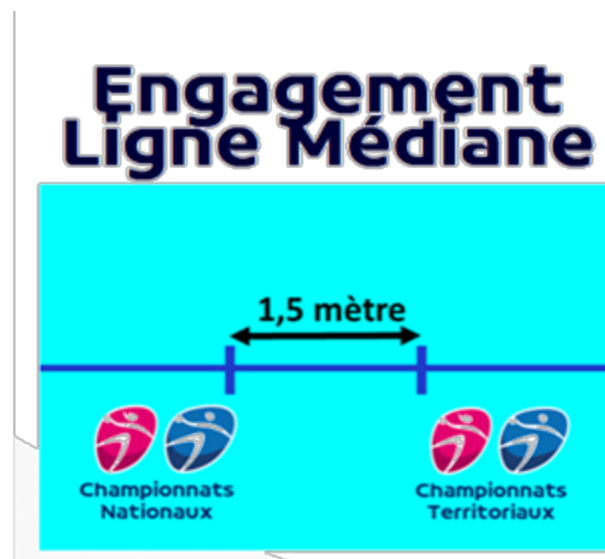 Engagement
Ligne Médiane
1,5 mètre
Championnats
Nationaux
Championnats
Territoriaux